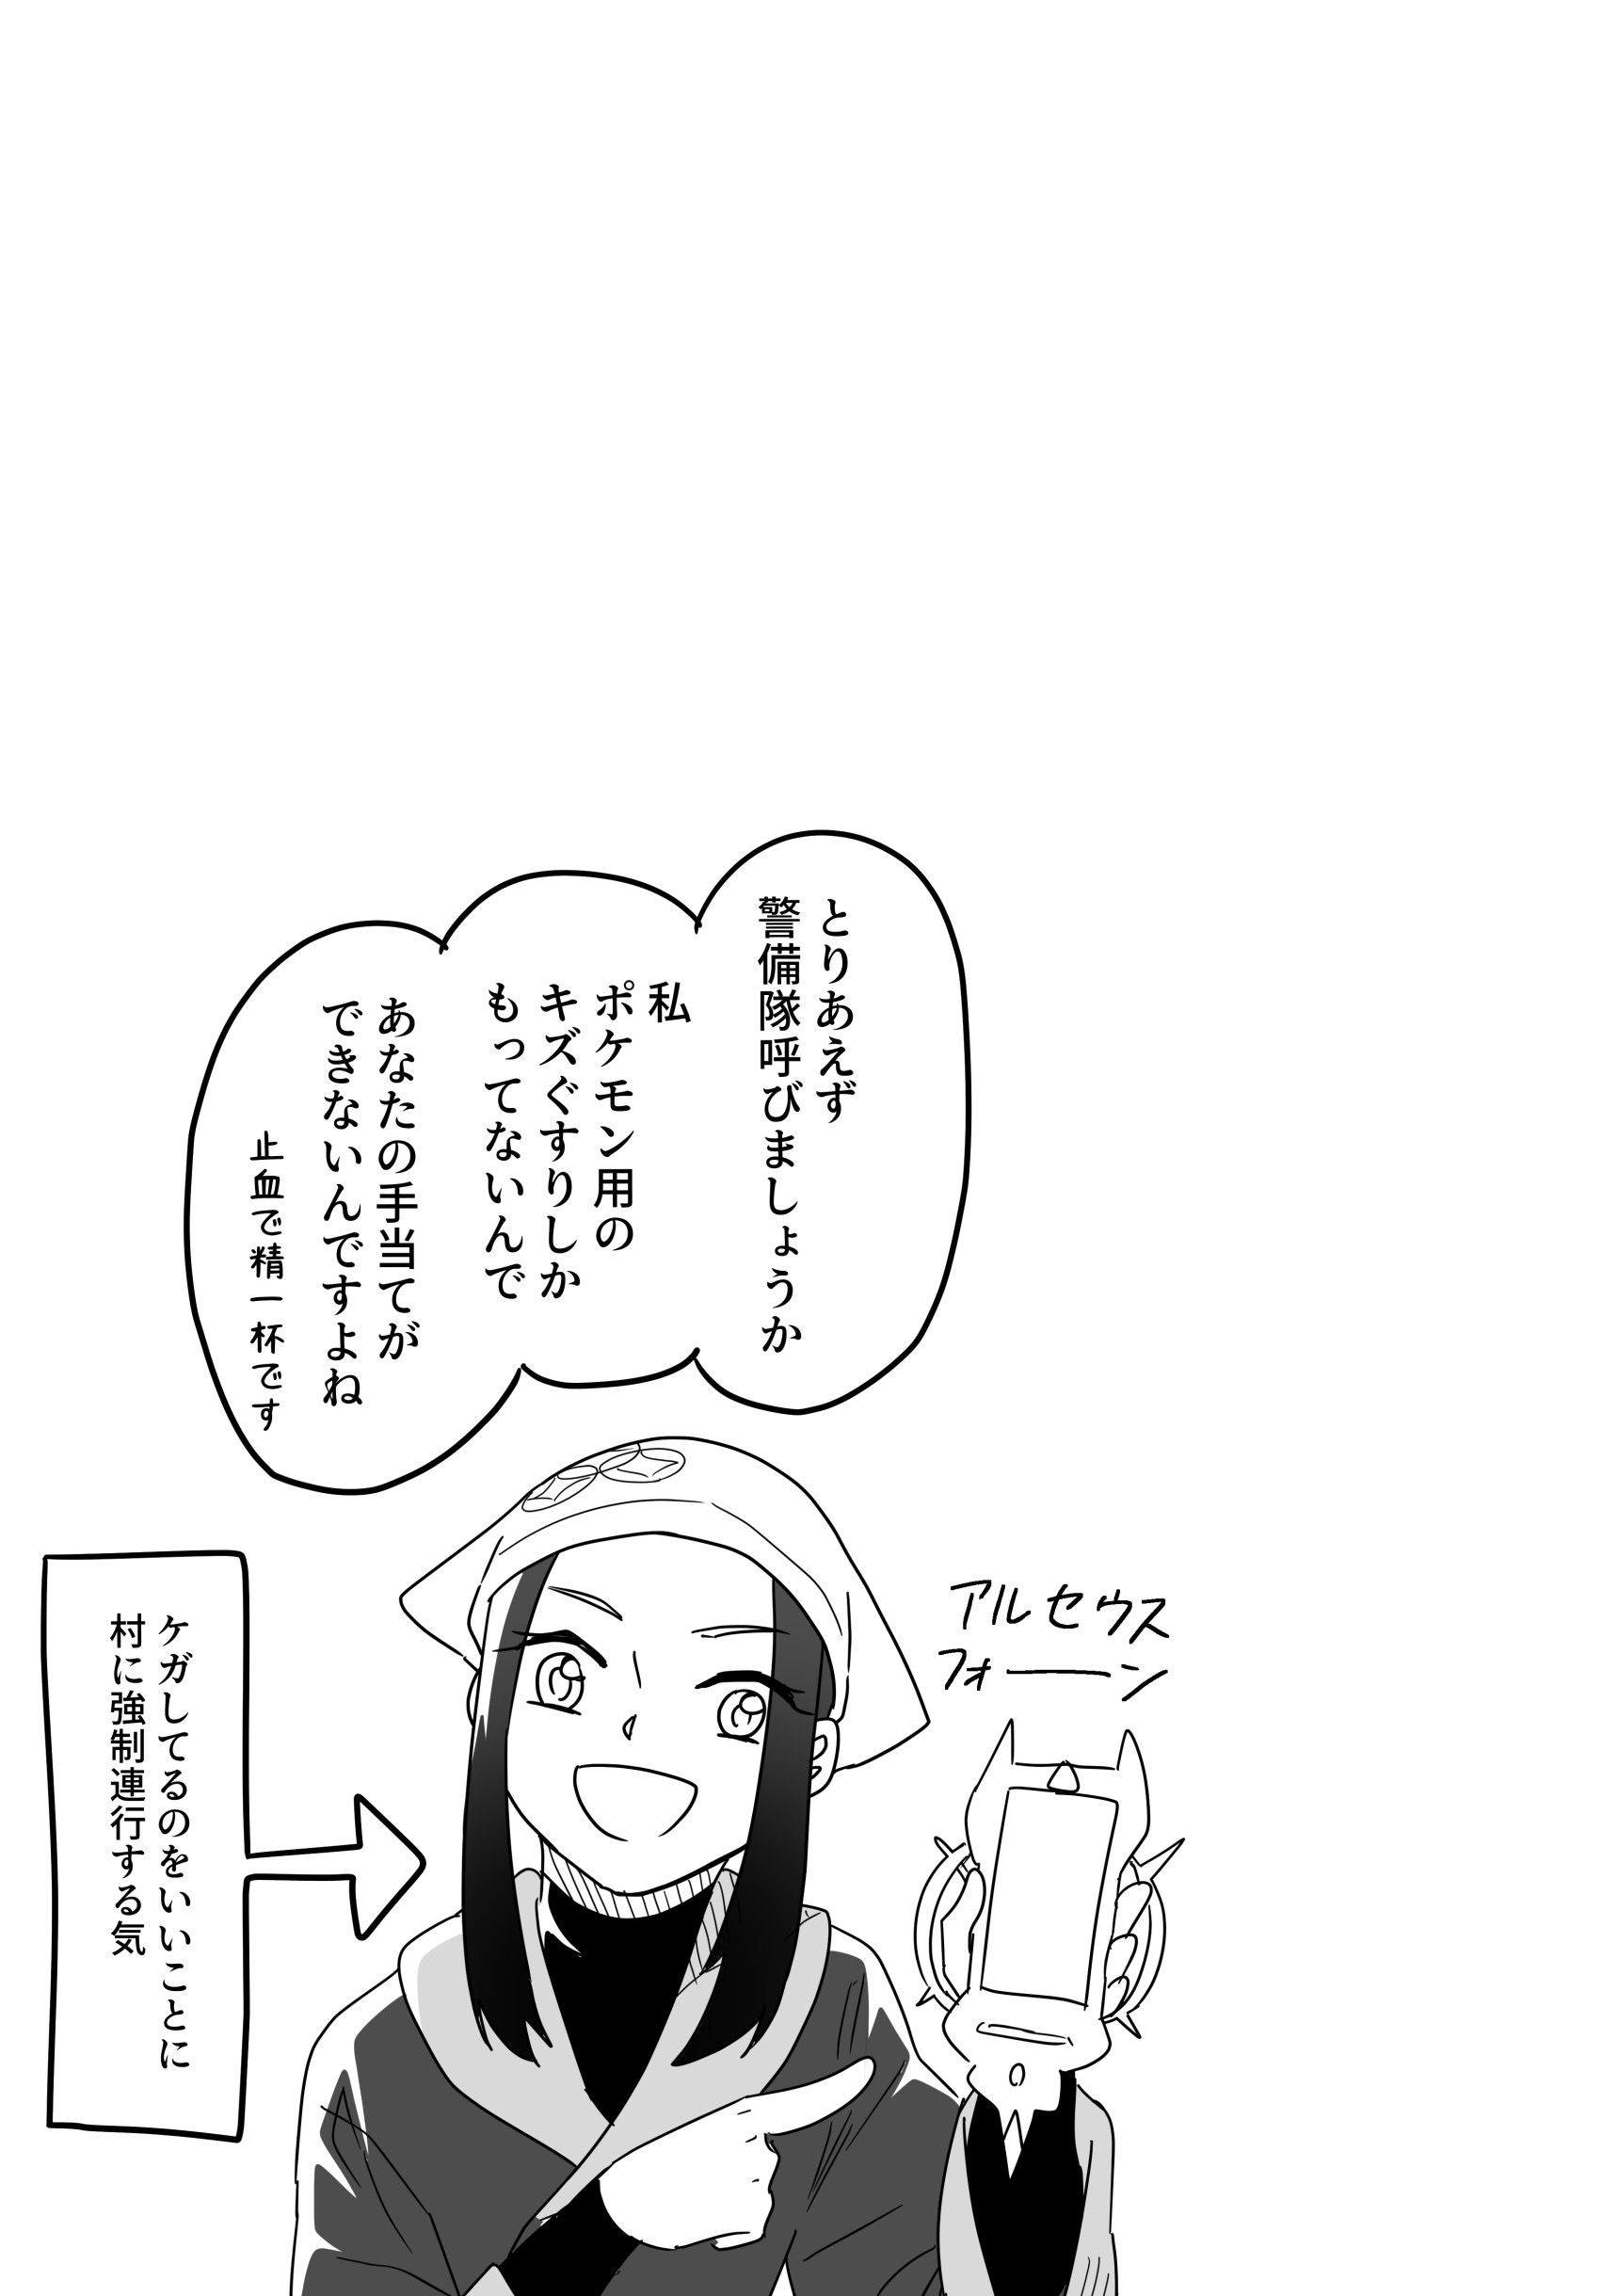 とりあえず
警備隊呼びましょうか
私
ポケモン用の
キズぐすりしか
もってないんで
あなたの手当てが
できないんですよね
止血で精一杯です
アルセウス
フォーン
ケガしてるのをいいことに
村に強制連行する気